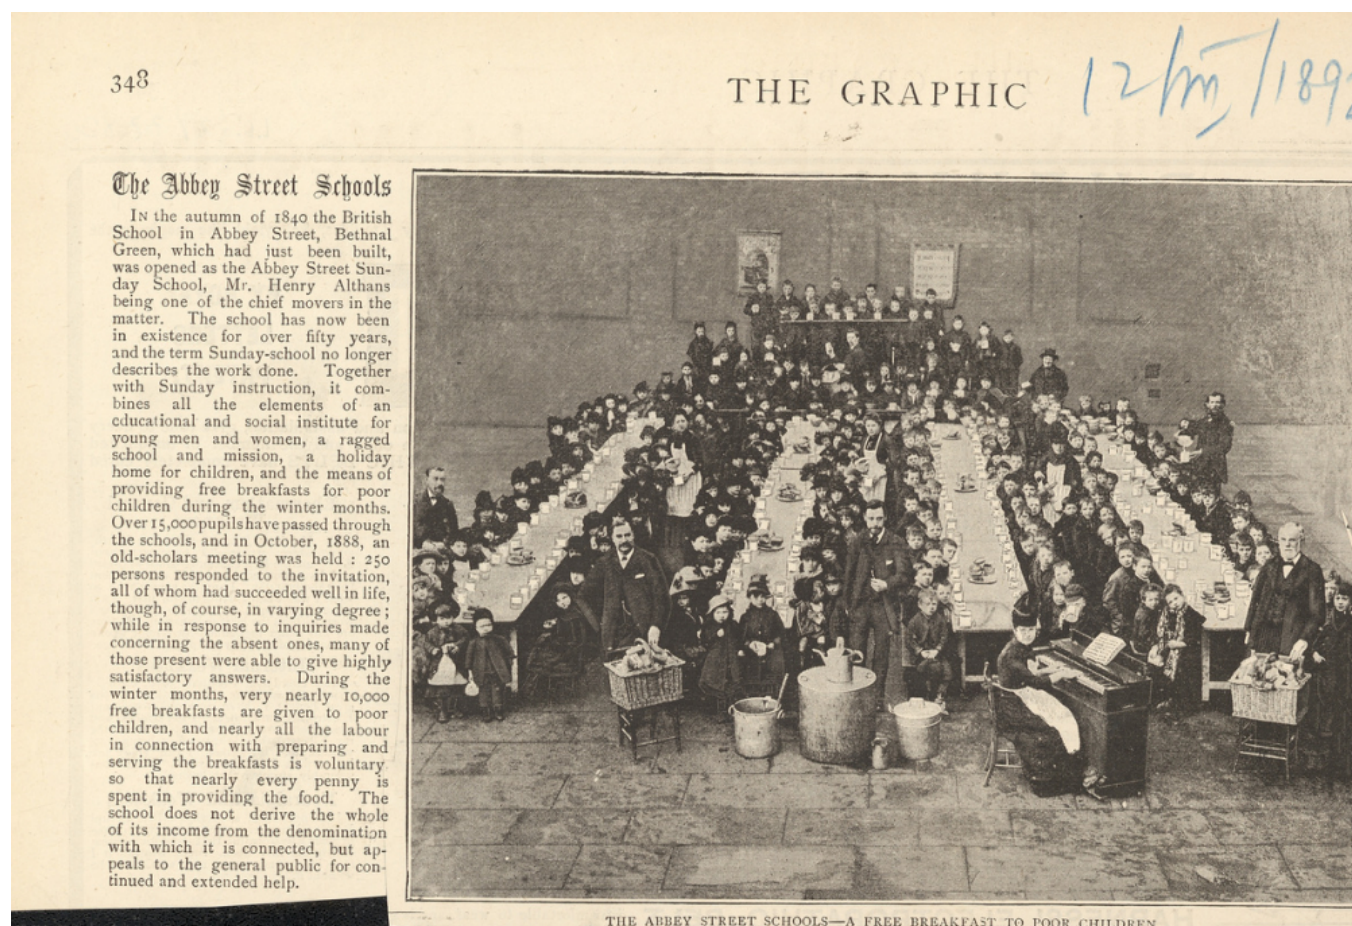 348
THE GRAPHIC
12/III/189
The Abbey Street Schools
IN the autumn of 1840 the British
School in Abbey Street, Bethnal
Green, which had just been built,
was opened as the Abbey Street Sun-
day School, Mr. Henry Althans
being one of the chief movers in the
matter. The school has now been
in existence for over fifty years,
and the term Sunday-school no longer
describes the work done. Together
with Sunday instruction, it com-
bines all the elements of an
educational and social institute for
young men and women, a ragged
school and mission, a holiday
home for children, and the means of
providing free breakfasts for poor
children during the winter months.
Over 15,000 pupils have passed through
the schools, and in October, 1888, an
old-scholars meeting was held : 250
persons responded to the invitation,
all of whom had succeeded well in life,
though, of course, in varying degree ;
while in response to inquiries made
concerning the absent ones, many of
those present were able to give highly
satisfactory answers. During the
winter months, very nearly 10,000
free breakfasts are given to poor
children, and nearly all the labour
in connection with preparing and
serving the breakfasts is voluntary
so that nearly every penny is
spent in providing the food. The
school does not derive the whole
of its income from the denomination
with which it is connected, but ap-
peals to the general public for con-
tinued and extended help.
THE ABBEY STREET SCHOOLS—A FREE BREAKFAST TO POOR CHILDREN